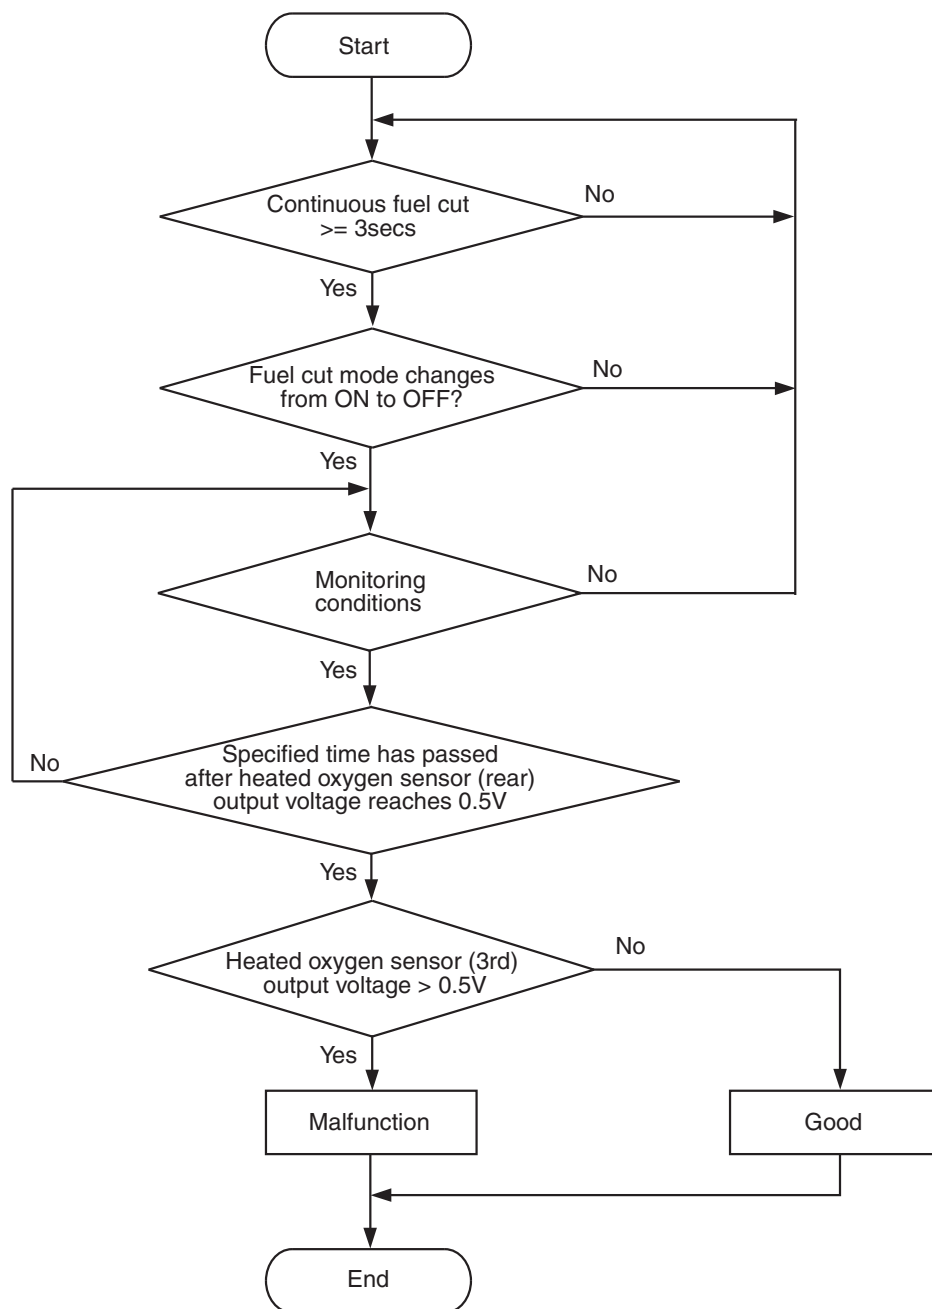 Start
Continuous fuel cut
>= 3secs
No
Yes
Fuel cut mode changes
from ON to OFF?
No
Yes
Monitoring
conditions
No
Yes
Specified time has passed
after heated oxygen sensor (rear)
output voltage reaches 0.5V
No
Yes
Heated oxygen sensor (3rd)
output voltage > 0.5V
No
Yes
Malfunction
Good
End